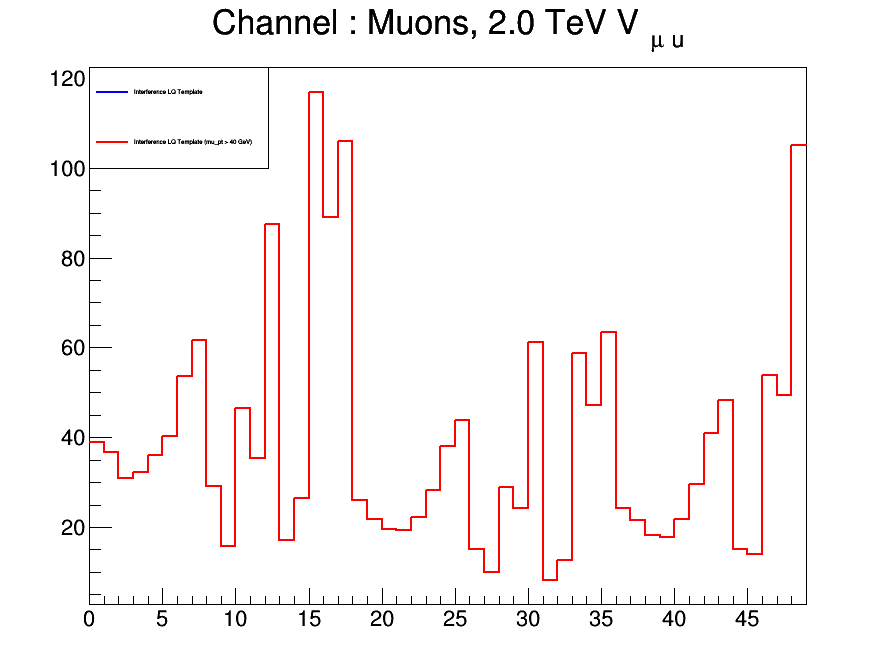 Channel : Muons, 2.0 TeV V μ u
Interference LQ Template
Interference LQ Template (mu_pt > 40 GeV)
120
100
80
60
40
20
0 5 10 15 20 25 30 35 40 45